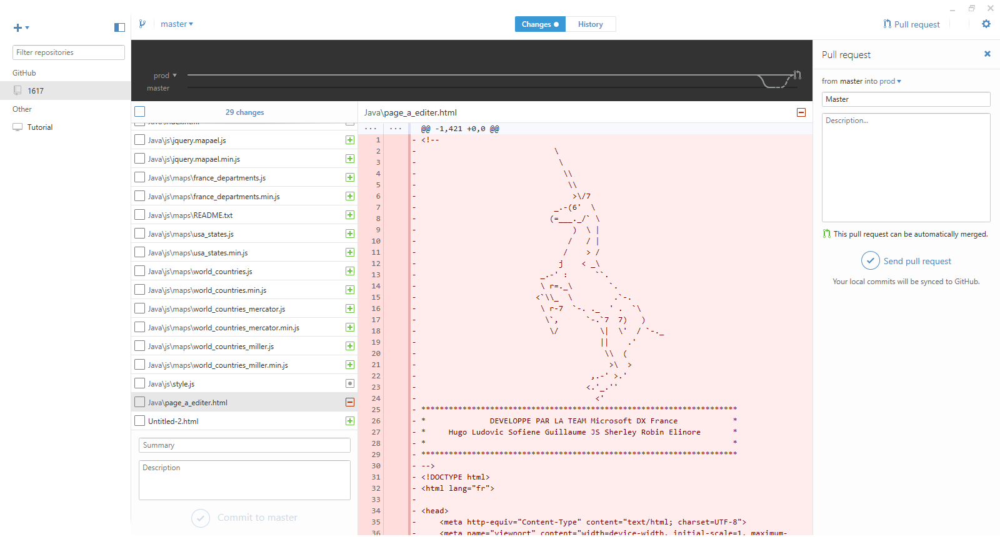 master
Changes
History
Pull request
Filter repositories
GitHub
1617
Other
Tutorial
prod
master
29 changes
Java\js\jquery.mapael.js
Java\js\jquery.mapael.min.js
Java\js\maps\france_departments.js
Java\js\maps\france_departments.min.js
Java\js\maps\README.txt
Java\js\maps\usa_states.js
Java\js\maps\usa_states.min.js
Java\js\maps\world_countries.js
Java\js\maps\world_countries.min.js
Java\js\maps\world_countries_mercator.js
Java\js\maps\world_countries_mercator.min.js
Java\js\maps\world_countries_miller.js
Java\js\maps\world_countries_miller.min.js
Java\js\style.js
Java\page_a_editer.html
Untitled-2.html
Summary
Description
Commit to master
Java\page_a_editer.html
... ... @@ -1,421 +0,0 @@
1 - <!--
2 - \
3 - \
4 - \\
5 - \\
6 - >\/7
7 - _.-(6'  \
8 - (=___._/` \
9 - )  \ |
10 - /   / |
11 - /    > /
12 - j    < _\
13 - _.-' :      ``.
14 - \ r=._\        `.
15 - <`\\_  \         .`-.
16 - \ r-7  `-. ._  ' .  `\
17 - \`,      `-.`7  7)   )
18 - \/         \|  \'  / `-._
19 - ||    .'
20 - \\  (
21 - >\  >
22 - ,.-' >.'
23 - <.'_.''
24 - <'
25 - *********************************************************************
26 - * DEVELOPPE PAR LA TEAM Microsoft DX France *
27 - * Hugo Ludovic Sofiene Guillaume JS Sherley Robin Elinore *
28 - * *
29 - *********************************************************************
30 - -->
31 - <!DOCTYPE html>
32 - <html lang="fr">
33 -
34 - <head>
35 - <meta http-equiv="Content-Type" content="text/html; charset=UTF-8">
36 - <meta name="viewport" content="width=device-width, initial-scale=1, maximum-
Pull request
from master into prod
Master
Description...
This pull request can be automatically merged.
Send pull request
Your local commits will be synced to GitHub.